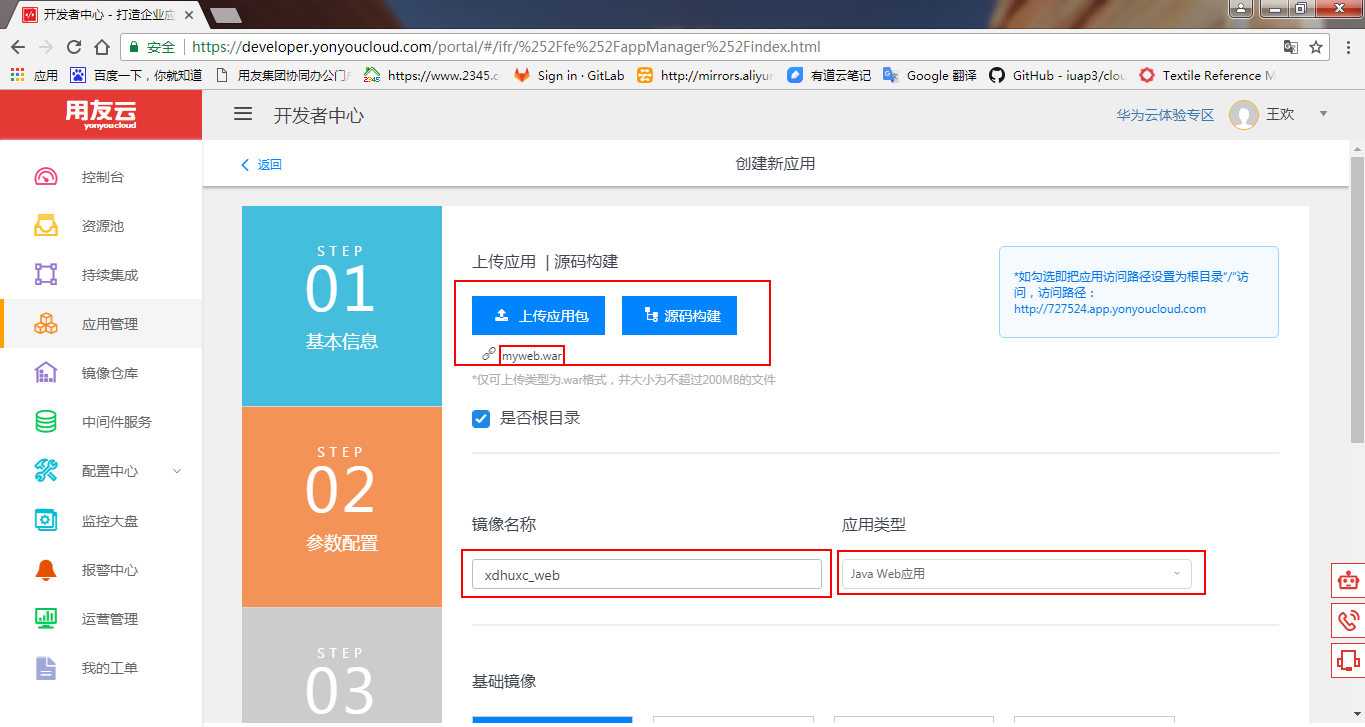 开发者中心 - 打造企业应
安全 https://developer.yonyoucloud.com/portal/#/ifr/%252Ffe%252FappManager%252Findex.html
应用 百度一下，你就知道 用友集团协同办公门户 https://www.2345.c Sign in · GitLab http://mirrors.aliyun 有道云笔记 Google 翻译 GitHub - iuap3/clou Textile Reference M
用友云
yonyoucloud
开发者中心
华为云体验专区 王欢
控制台
资源池
持续集成
应用管理
镜像仓库
中间件服务
配置中心
监控大盘
报警中心
运营管理
我的工单
返回
创建新应用
STEP
01
基本信息
STEP
02
参数配置
STEP
03
上传应用 | 源码构建
上传应用包 源码构建
myweb.war
*仅可上传类型为.war格式，并大小为不超过200MB的文件
是否根目录
*如勾选即把应用访问路径设置为根目录“/”访
问，访问路径：
http://727524.app.yonyoucloud.com
镜像名称 应用类型
xdhuxc_web Java Web应用
基础镜像